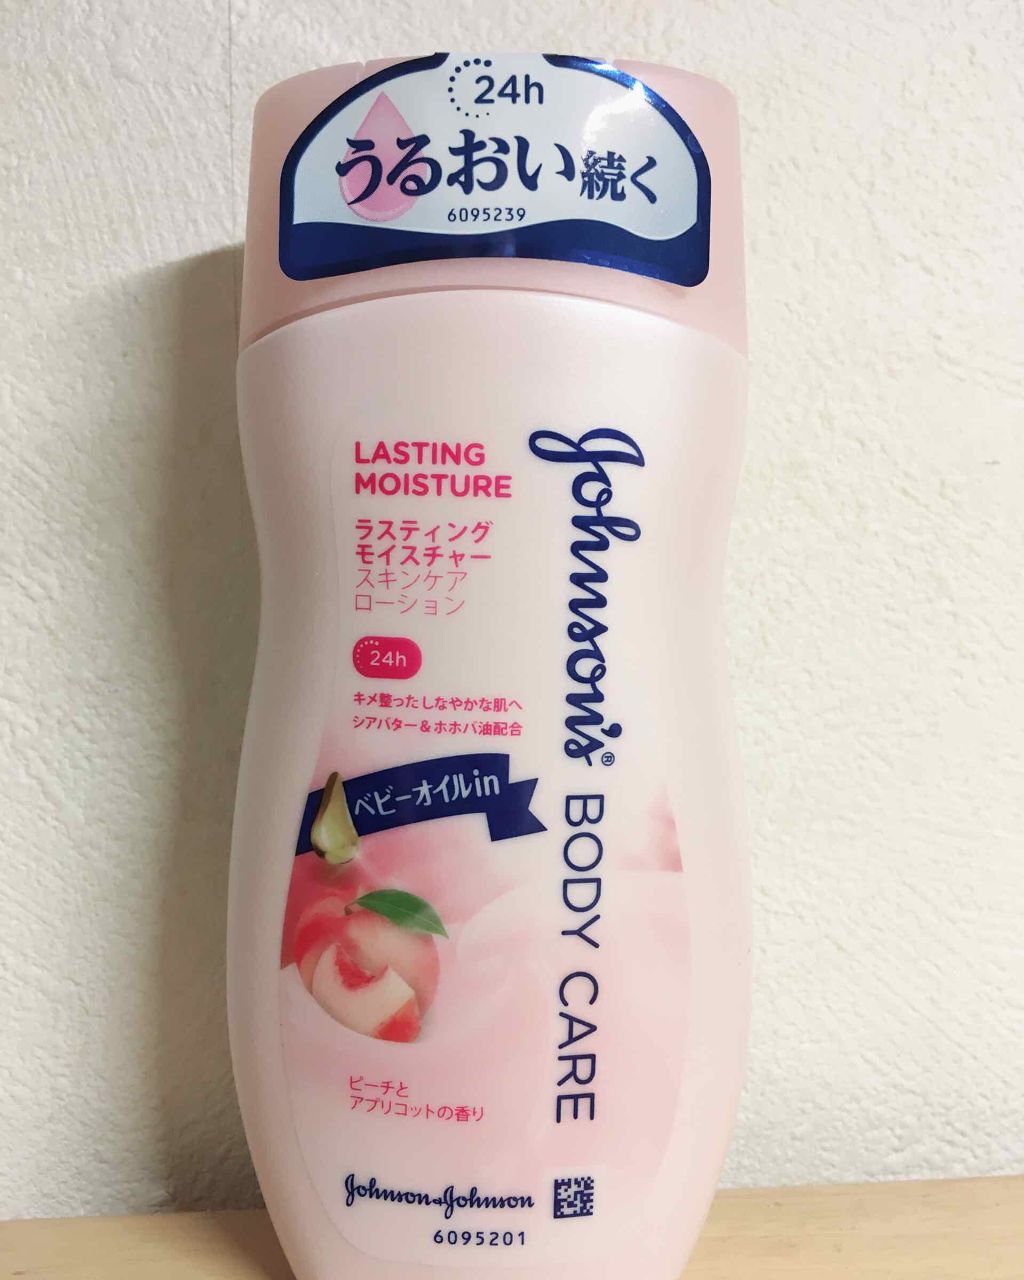 24h
うるおい続く
6095239
LASTING
MOISTURE
ラスティング
モイスチャー
スキンケア
ローション
24h
キメ整ったしなやかな肌へ
シアバター＆ホホバ油配合
ベビーオイルin
ピーチと
アプリコットの香り
Johnson's® BODY CARE
Johnson&Johnson
6095201